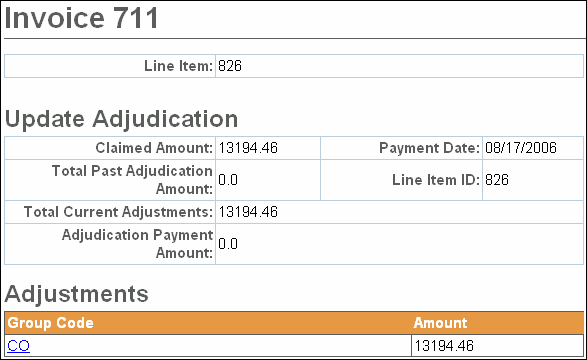 Invoice 711
Line Item: 826
Update Adjudication
Claimed Amount: 13194.46 Payment Date: 08/17/2006
Total Past Adjudication Amount: 0.0 Line Item ID: 826
Total Current Adjustments: 13194.46
Adjudication Payment Amount: 0.0
Adjustments
Group Code Amount
CO 13194.46